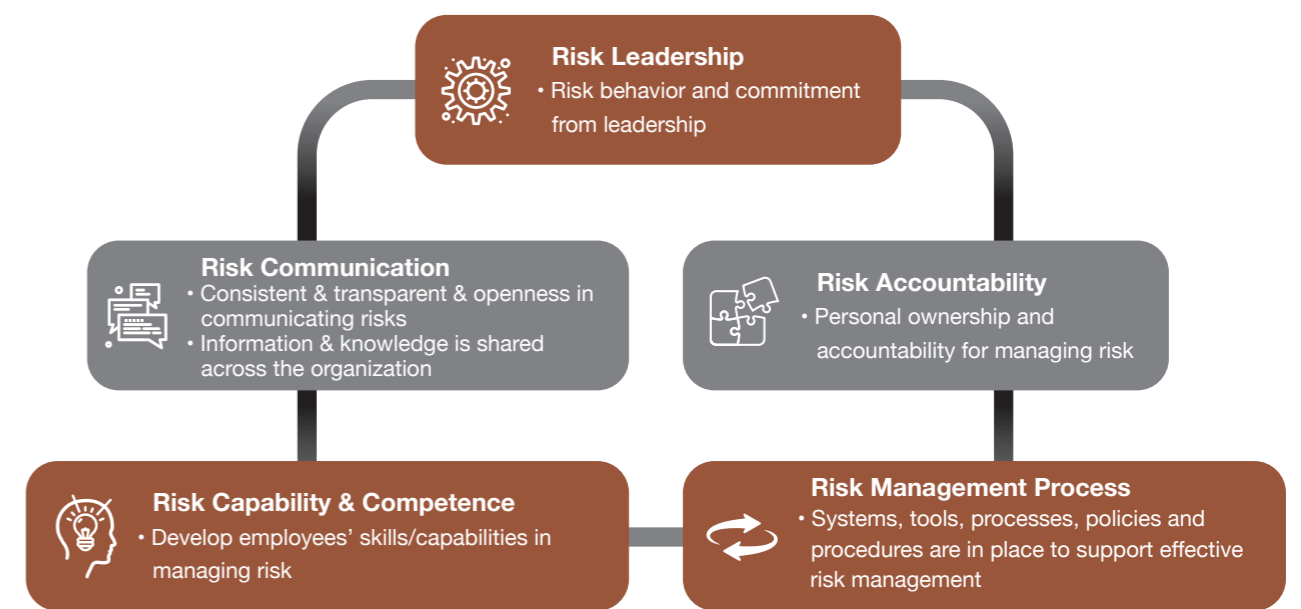 Risk Leadership
• Risk behavior and commitment
from leadership
Risk Communication
• Consistent & transparent & openness in
communicating risks
• Information & knowledge is shared
across the organization
Risk Accountability
• Personal ownership and
accountability for managing risk
Risk Capability & Competence
• Develop employees’ skills/capabilities in
managing risk
Risk Management Process
• Systems, tools, processes, policies and
procedures are in place to support effective
risk management